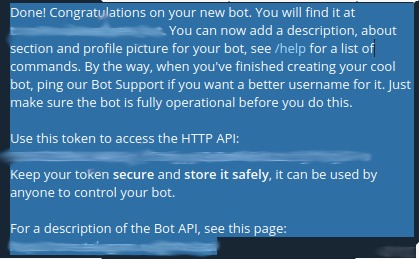 Done! Congratulations on your new bot. You will find it at
. You can now add a description, about
section and profile picture for your bot, see /help for a list of
commands. By the way, when you've finished creating your cool
bot, ping our Bot Support if you want a better username for it. Just
make sure the bot is fully operational before you do this.
Use this token to access the HTTP API:
Keep your token secure and store it safely, it can be used by
anyone to control your bot.
For a description of the Bot API, see this page: